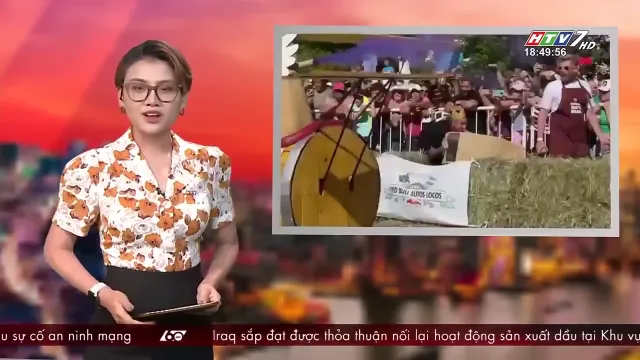 HTV7 HD
18:49:56
RED BULL AUTOS LOCOS
u sự cố an ninh mạng
60
Iraq sắp đạt được thỏa thuận nối lại hoạt động sản xuất dầu tại Khu vự